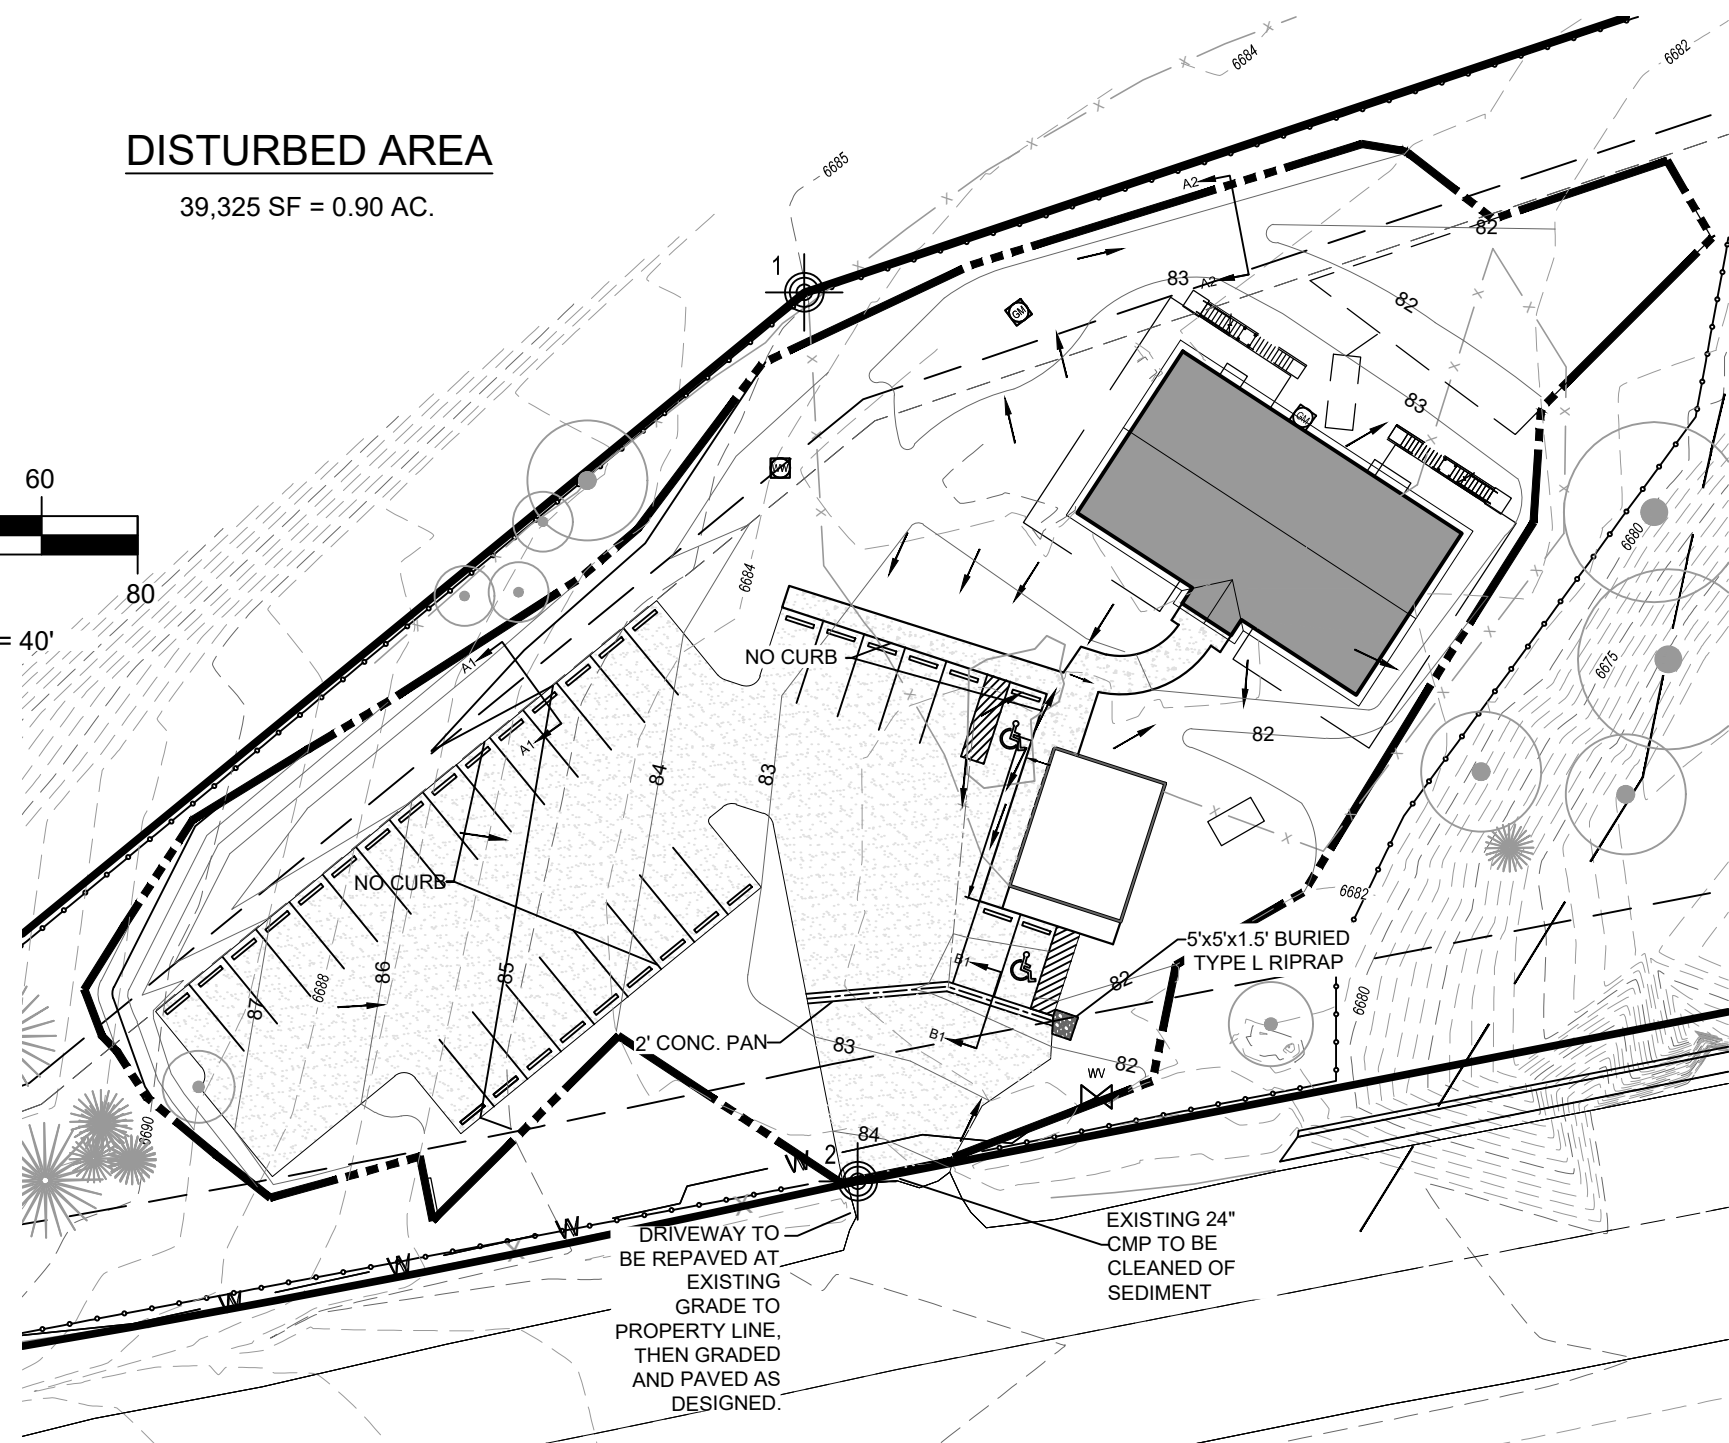 DISTURBED AREA
39,325 SF = 0.90 AC.
6684
6682
6685
A2
82
1
83
A2
82
GM
GM
83
60
WW
6680
80
6684
= 40'
NO CURB
A1
6675
82
A1
84
83
NO CURB
6682
5'x5'x1.5' BURIED
TYPE L RIPRAP
B1
82
86
85
87
6688
6680
B1
2' CONC. PAN
83
82
WV
6690
84
2
W
W
W
W
DRIVEWAY TO
BE REPAVED AT
EXISTING
GRADE TO
PROPERTY LINE,
THEN GRADED
AND PAVED AS
DESIGNED.
EXISTING 24"
CMP TO BE
CLEANED OF
SEDIMENT